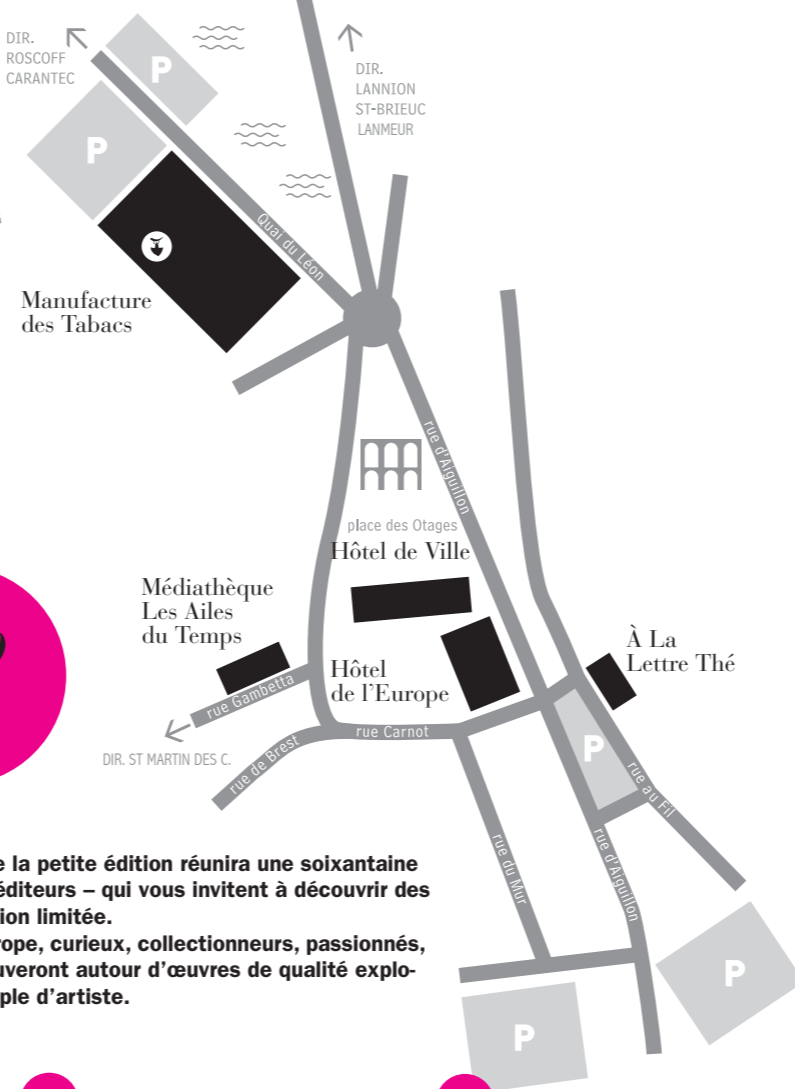 DIR.
ROSCOFF
CARANTEC
P
P
DIR.
LANNION
ST-BRIEUC
LANMEUR
Quai du Léon
Manufacture
des Tabacs
rue d'Aiguillon
place des Otages
Hôtel de Ville
Médiathèque
Les Ailes
du Temps
Hôtel
de l'Europe
À La
Lettre Thé
rue Gambetta
DIR. ST MARTIN DES C.
rue de Brest
rue Carnot
P
rue au Fil
rue du Mur
rue d'Aiguillon
e la petite édition réunira une soixantaine
éditeurs – qui vous invitent à découvrir des
ion limitée.
rope, curieux, collectionneurs, passionnés,
uveront autour d'œuvres de qualité explo-
ple d'artiste.
P
P